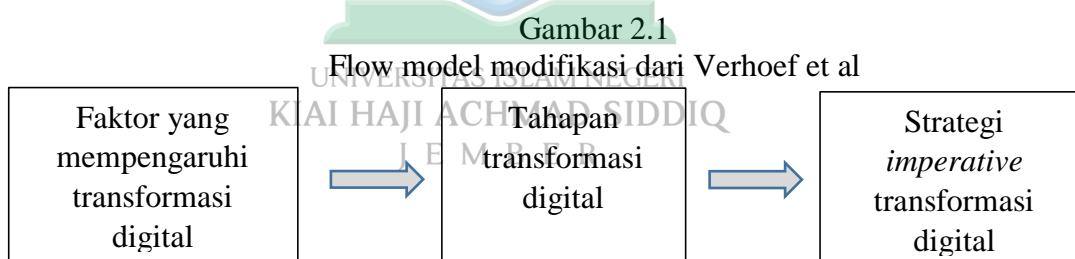 Gambar 2.1
Flow model modifikasi dari Verhoef et al
UNIVERSITAS ISLAM NEGERI
KIAI HAJI ACHMAD SIDDIQ
J E M B E R
Faktor yang
mempengaruhi
transformasi
digital
Tahapan
transformasi
digital
Strategi
imperative
transformasi
digital